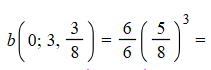 b(0; 3, 3/8) = 6/6 (5/8)^3 =